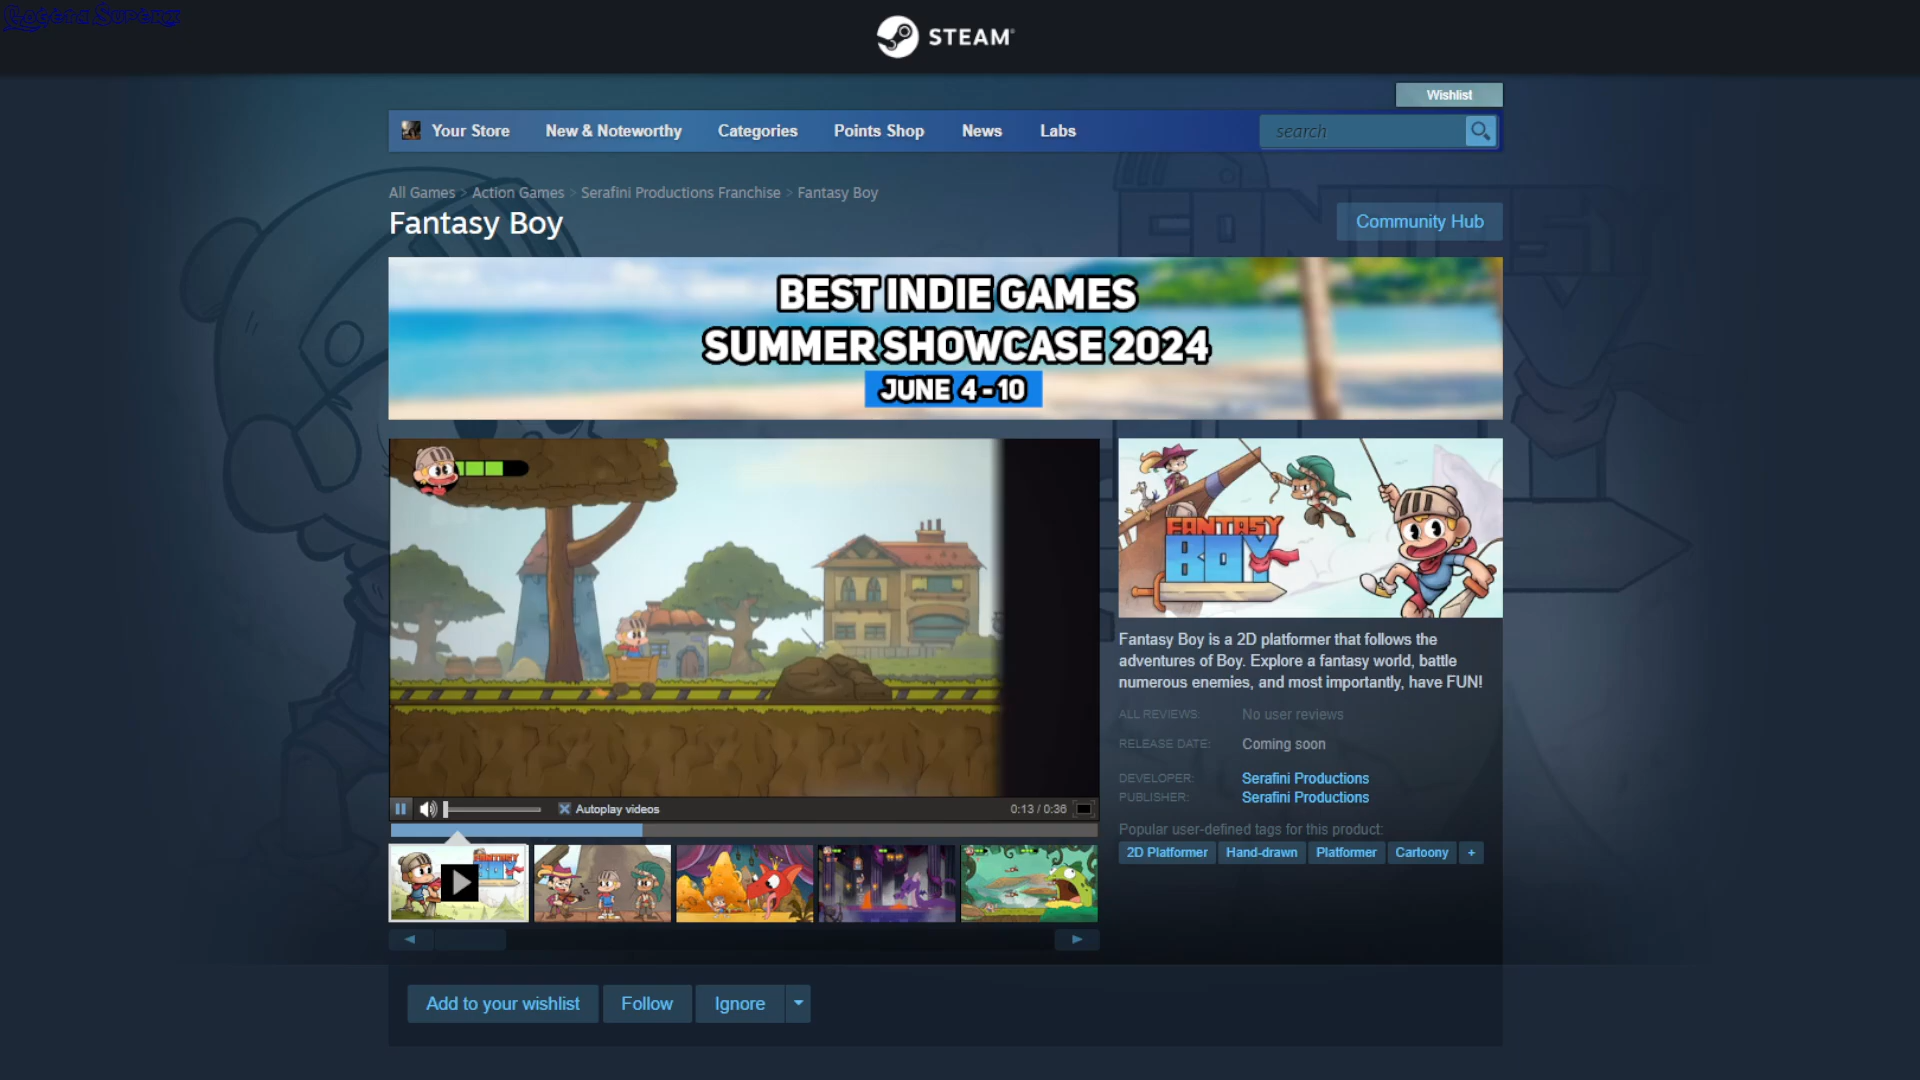 STEAM
Wishlist
Your Store New & Noteworthy Categories Points Shop News Labs search
All Games > Action Games > Serafini Productions Franchise > Fantasy Boy
Fantasy Boy
Community Hub
BEST INDIE GAMES
SUMMER SHOWCASE 2024
JUNE 4 - 10
FANTASY
BOY
Fantasy Boy is a 2D platformer that follows the
adventures of Boy. Explore a fantasy world, battle
numerous enemies, and most importantly, have FUN!
ALL REVIEWS: No user reviews
RELEASE DATE: Coming soon
DEVELOPER: Serafini Productions
PUBLISHER: Serafini Productions
Popular user-defined tags for this product:
2D Platformer Hand-drawn Platformer Cartoony +
Autoplay videos 0:13 / 0:36
FANTASY
Add to your wishlist Follow Ignore